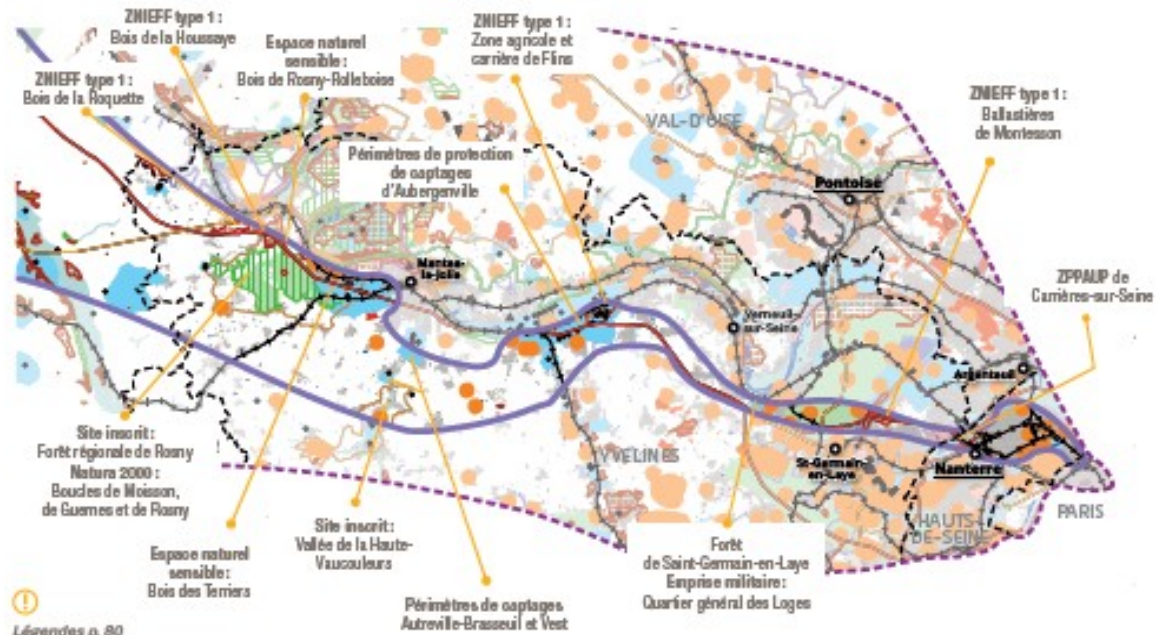 ZNIEFF type 1 :
Bois de la Houssaye
Espace naturel
sensible :
Bois de Rosny-Rolleboise
ZNIEFF type 1 :
Zone agricole et
carrière de Flins
ZNIEFF type 1 :
Bois de la Roquette
ZNIEFF type 1 :
Ballastières
de Montesson
VAL-D'OISE
Périmètres de protection
de captages
d'Aubergenville
Pontoise
Mantes-
la-Jolie
ZPPAUP de
Carrières-sur-Seine
Verneuil-
sur-Seine
Argenteuil
Site inscrit :
Forêt régionale de Rosny
Natura 2000 :
Boucles de Moisson,
de Guernes et de Rosny
YVELINES
St-Germain-
en-Laye
Nanterre
PARIS
HAUTS-
DE-SEINE
Espace naturel
sensible :
Bois des Terriers
Site inscrit :
Vallée de la Haute-
Vaucouleurs
Périmètres de captages
Autreville-Brasseuil et Vest
Forêt
de Saint-Germain-en-Laye
Emprise militaire :
Quartier général des Loges
Légendes p. 80